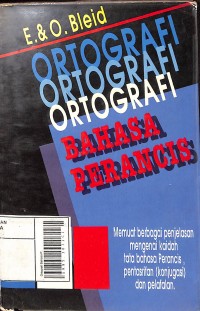 E. & O. Bleid
ORTOGRAFI
ORTOGRAFI
ORTOGRAFI
BAHASA
PERANCIS
Memuat berbagai penjelasan
mengenai kaidah
tata bahasa Perancis,
pentasrifan (konjugasi)
dan pelafalan.